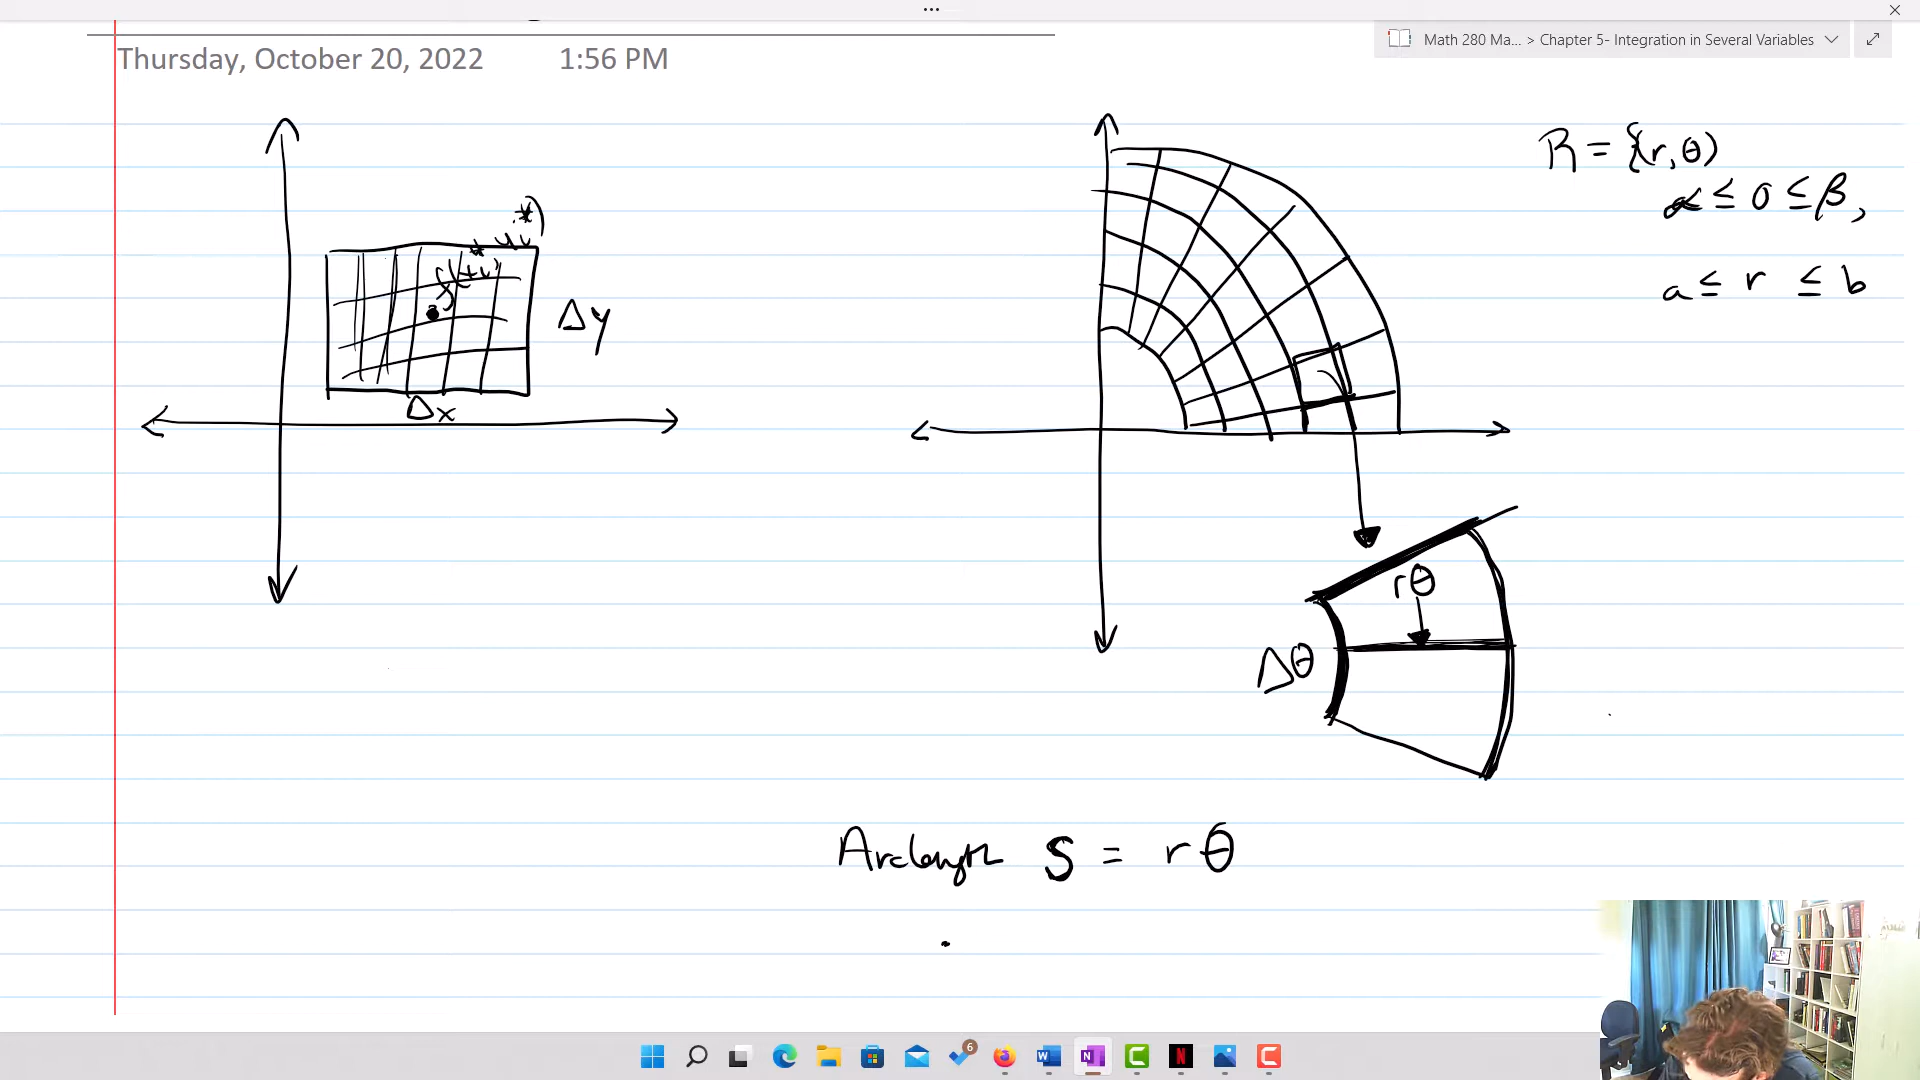 Math 280 Ma... > Chapter 5- Integration in Several Variables
Thursday, October 20, 2022 1:56 PM
R = {(r,θ)
α ≤ θ ≤ β,
a ≤ r ≤ b
Δy
Δx
rθ
Δθ
Arclength S = rθ
6